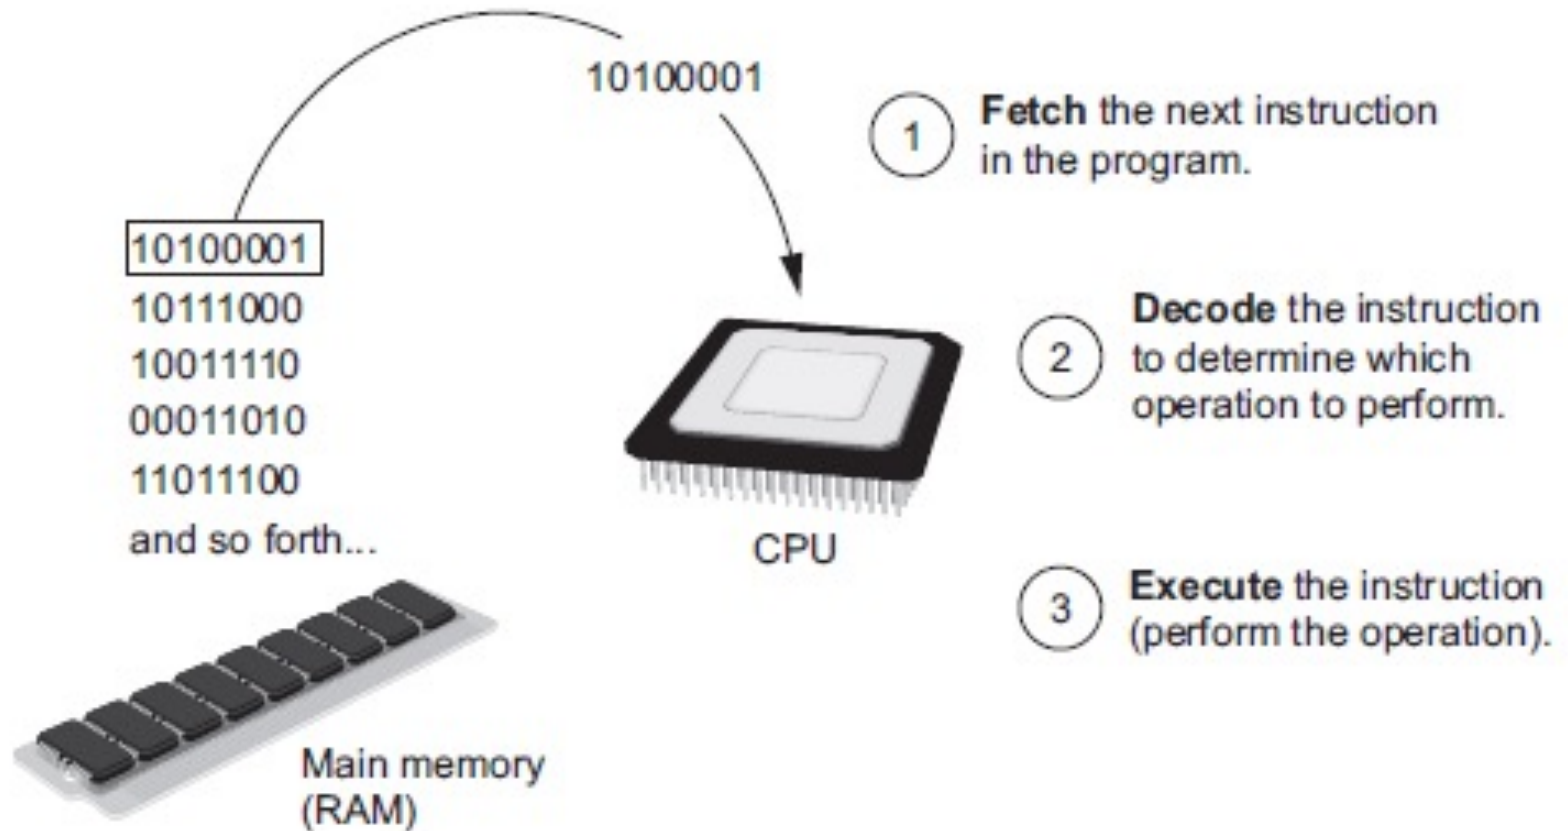 10100001
1
Fetch the next instruction
in the program.
10100001
10111000
10011110
00011010
11011100
and so forth...
CPU
2
Decode the instruction
to determine which
operation to perform.
3
Execute the instruction
(perform the operation).
Main memory
(RAM)